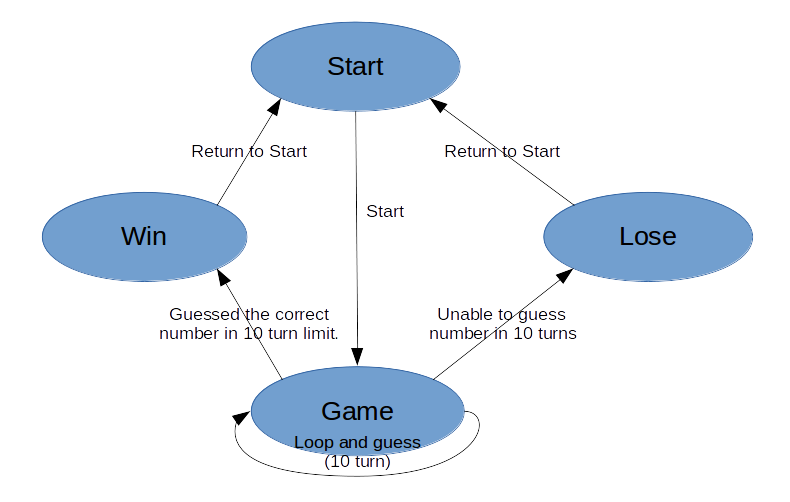 Start
Return to Start
Return to Start
Start
Win
Lose
Guessed the correct
number in 10 turn limit.
Unable to guess
number in 10 turns
Game
Loop and guess
(10 turn)